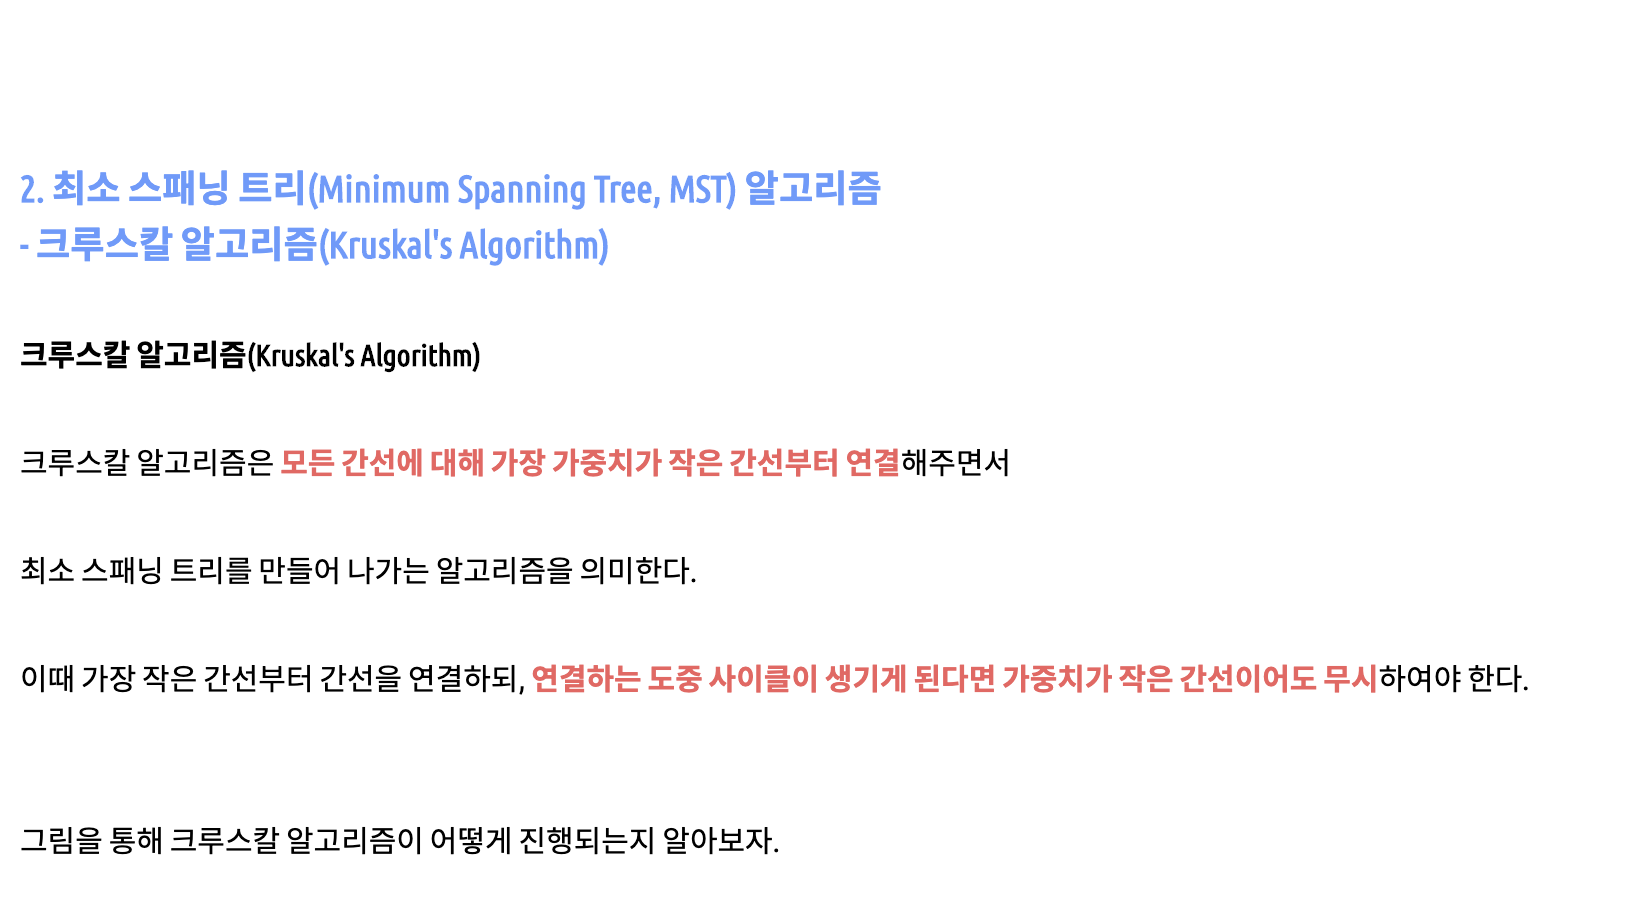 2. 최소 스패닝 트리(Minimum Spanning Tree, MST) 알고리즘
- 크루스칼 알고리즘(Kruskal's Algorithm)
크루스칼 알고리즘(Kruskal's Algorithm)
크루스칼 알고리즘은 모든 간선에 대해 가장 가중치가 작은 간선부터 연결해주면서
최소 스패닝 트리를 만들어 나가는 알고리즘을 의미한다.
이때 가장 작은 간선부터 간선을 연결하되, 연결하는 도중 사이클이 생기게 된다면 가중치가 작은 간선이어도 무시하여야 한다.
그림을 통해 크루스칼 알고리즘이 어떻게 진행되는지 알아보자.